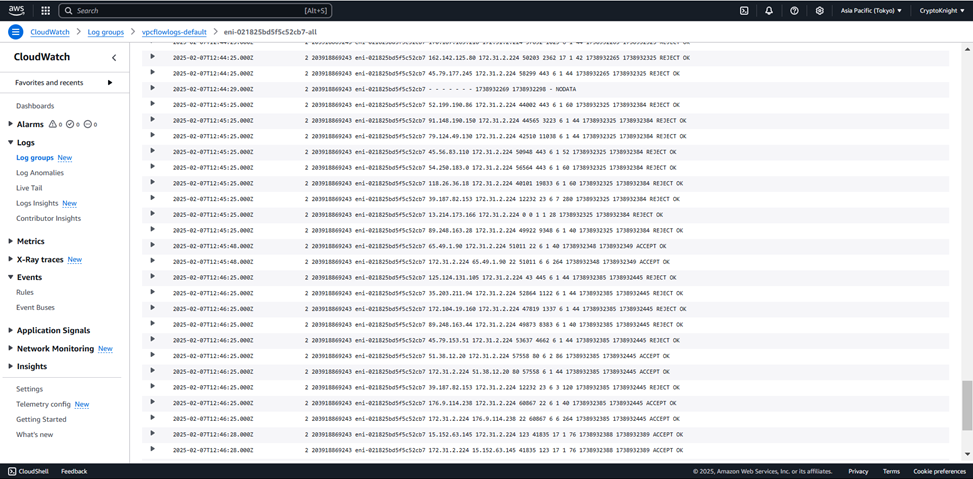 aws
Search [Alt+S]
Asia Pacific (Tokyo) CryptoKnight
CloudWatch > Log groups > vpcflowlogs-default > eni-021825bd5f5c52cb7-all
CloudWatch
Favorites and recents
Dashboards
Alarms 0 0 0
Logs
Log groups New
Log Anomalies
Live Tail
Logs Insights New
Contributor Insights
Metrics
X-Ray traces New
Events
Rules
Event Buses
Application Signals
Network Monitoring New
Insights
Settings
Telemetry config New
Getting Started
What's new
2025-02-07T12:44:25.000Z 2 203918869243 eni-021825bd5f5c52cb7 162.142.125.80 172.31.2.224 50203 2362 17 1 42 1738932265 1738932325 REJECT OK
2025-02-07T12:44:25.000Z 2 203918869243 eni-021825bd5f5c52cb7 45.79.177.245 172.31.2.224 58299 443 6 1 44 1738932265 1738932325 REJECT OK
2025-02-07T12:44:29.000Z 2 203918869243 eni-021825bd5f5c52cb7 - - - - - - - 1738932269 1738932298 - NODATA
2025-02-07T12:45:25.000Z 2 203918869243 eni-021825bd5f5c52cb7 52.199.190.86 172.31.2.224 44002 443 6 1 60 1738932325 1738932384 REJECT OK
2025-02-07T12:45:25.000Z 2 203918869243 eni-021825bd5f5c52cb7 91.148.190.150 172.31.2.224 44565 3223 6 1 44 1738932325 1738932384 REJECT OK
2025-02-07T12:45:25.000Z 2 203918869243 eni-021825bd5f5c52cb7 79.124.49.130 172.31.2.224 42510 11038 6 1 40 1738932325 1738932384 REJECT OK
2025-02-07T12:45:25.000Z 2 203918869243 eni-021825bd5f5c52cb7 45.56.83.110 172.31.2.224 50948 443 6 1 52 1738932325 1738932384 REJECT OK
2025-02-07T12:45:25.000Z 2 203918869243 eni-021825bd5f5c52cb7 54.250.183.0 172.31.2.224 56564 443 6 1 60 1738932325 1738932384 REJECT OK
2025-02-07T12:45:25.000Z 2 203918869243 eni-021825bd5f5c52cb7 118.26.36.18 172.31.2.224 40101 19833 6 1 60 1738932325 1738932384 REJECT OK
2025-02-07T12:45:25.000Z 2 203918869243 eni-021825bd5f5c52cb7 39.187.82.153 172.31.2.224 12232 23 6 7 280 1738932325 1738932384 REJECT OK
2025-02-07T12:45:25.000Z 2 203918869243 eni-021825bd5f5c52cb7 13.214.173.166 172.31.2.224 0 0 1 1 28 1738932325 1738932384 REJECT OK
2025-02-07T12:45:25.000Z 2 203918869243 eni-021825bd5f5c52cb7 89.248.163.28 172.31.2.224 49922 9348 6 1 40 1738932325 1738932384 REJECT OK
2025-02-07T12:45:48.000Z 2 203918869243 eni-021825bd5f5c52cb7 65.49.1.90 172.31.2.224 51011 22 6 1 40 1738932348 1738932349 ACCEPT OK
2025-02-07T12:45:48.000Z 2 203918869243 eni-021825bd5f5c52cb7 172.31.2.224 65.49.1.90 22 51011 6 6 264 1738932348 1738932349 ACCEPT OK
2025-02-07T12:46:25.000Z 2 203918869243 eni-021825bd5f5c52cb7 125.124.131.105 172.31.2.224 43 445 6 1 44 1738932385 1738932445 REJECT OK
2025-02-07T12:46:25.000Z 2 203918869243 eni-021825bd5f5c52cb7 35.203.211.94 172.31.2.224 52864 1122 6 1 44 1738932385 1738932445 REJECT OK
2025-02-07T12:46:25.000Z 2 203918869243 eni-021825bd5f5c52cb7 172.104.19.160 172.31.2.224 47819 1337 6 1 44 1738932385 1738932445 REJECT OK
2025-02-07T12:46:25.000Z 2 203918869243 eni-021825bd5f5c52cb7 89.248.163.44 172.31.2.224 49873 8383 6 1 40 1738932385 1738932445 REJECT OK
2025-02-07T12:46:25.000Z 2 203918869243 eni-021825bd5f5c52cb7 45.79.153.51 172.31.2.224 53637 4662 6 1 44 1738932385 1738932445 REJECT OK
2025-02-07T12:46:25.000Z 2 203918869243 eni-021825bd5f5c52cb7 51.38.12.20 172.31.2.224 57558 80 6 2 86 1738932385 1738932445 ACCEPT OK
2025-02-07T12:46:25.000Z 2 203918869243 eni-021825bd5f5c52cb7 172.31.2.224 51.38.12.20 80 57558 6 1 44 1738932385 1738932445 ACCEPT OK
2025-02-07T12:46:25.000Z 2 203918869243 eni-021825bd5f5c52cb7 39.187.82.153 172.31.2.224 12232 23 6 3 120 1738932385 1738932445 REJECT OK
2025-02-07T12:46:25.000Z 2 203918869243 eni-021825bd5f5c52cb7 176.9.114.238 172.31.2.224 60867 22 6 1 40 1738932385 1738932445 ACCEPT OK
2025-02-07T12:46:25.000Z 2 203918869243 eni-021825bd5f5c52cb7 172.31.2.224 176.9.114.238 22 60867 6 6 264 1738932385 1738932445 ACCEPT OK
2025-02-07T12:46:28.000Z 2 203918869243 eni-021825bd5f5c52cb7 15.152.63.145 172.31.2.224 123 41835 17 1 76 1738932388 1738932389 ACCEPT OK
2025-02-07T12:46:28.000Z 2 203918869243 eni-021825bd5f5c52cb7 172.31.2.224 15.152.63.145 41835 123 17 1 76 1738932388 1738932389 ACCEPT OK
CloudShell Feedback © 2025, Amazon Web Services, Inc. or its affiliates. Privacy Terms Cookie preferences